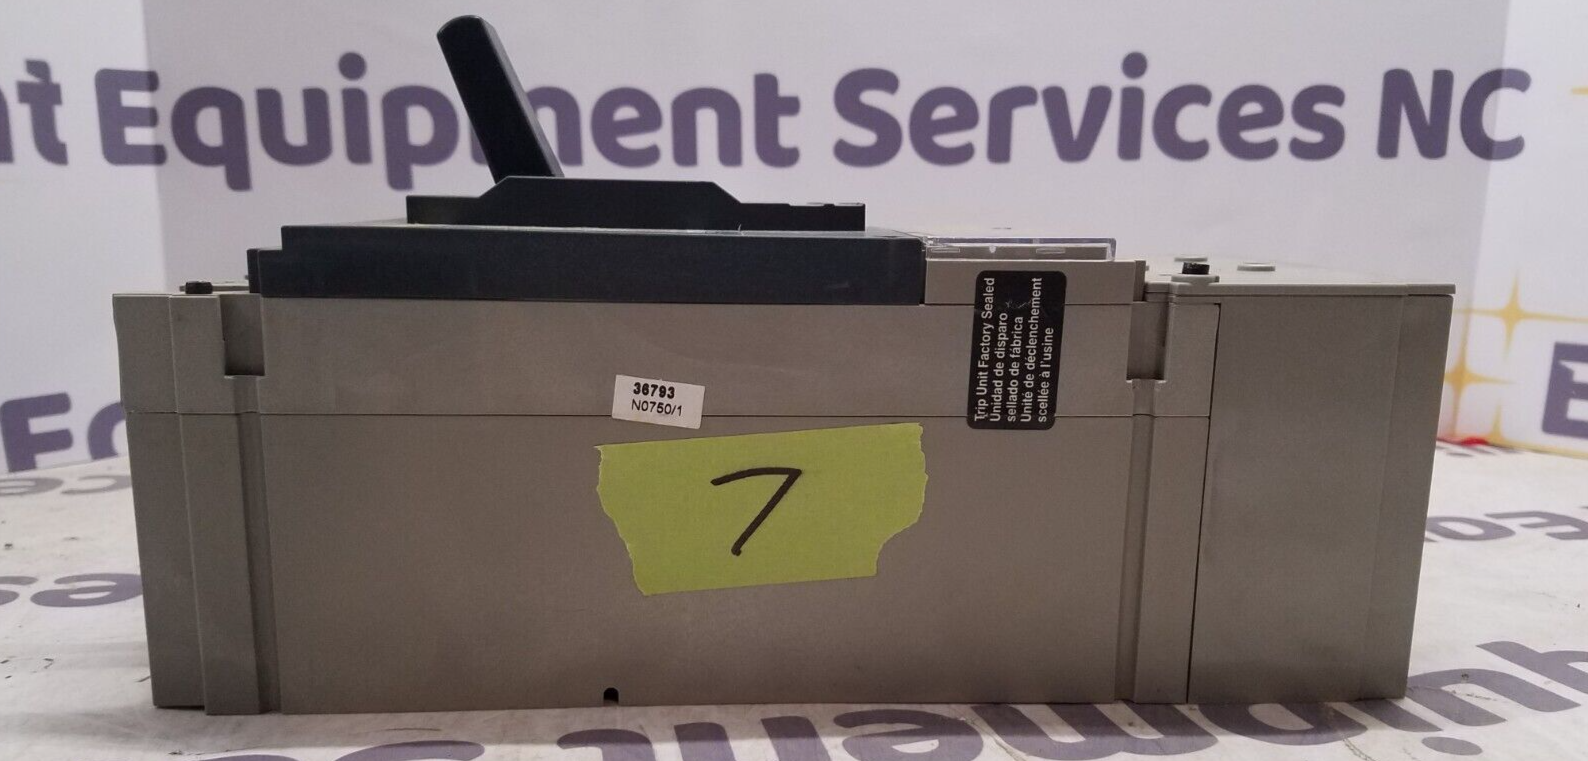 nt Equipment Services NC
36793
N0750/1
Trip Unit Factory Sealed
Unidad de disparo
sellado de fábrica
Unité de déclenchement
scellée à l'usine
7